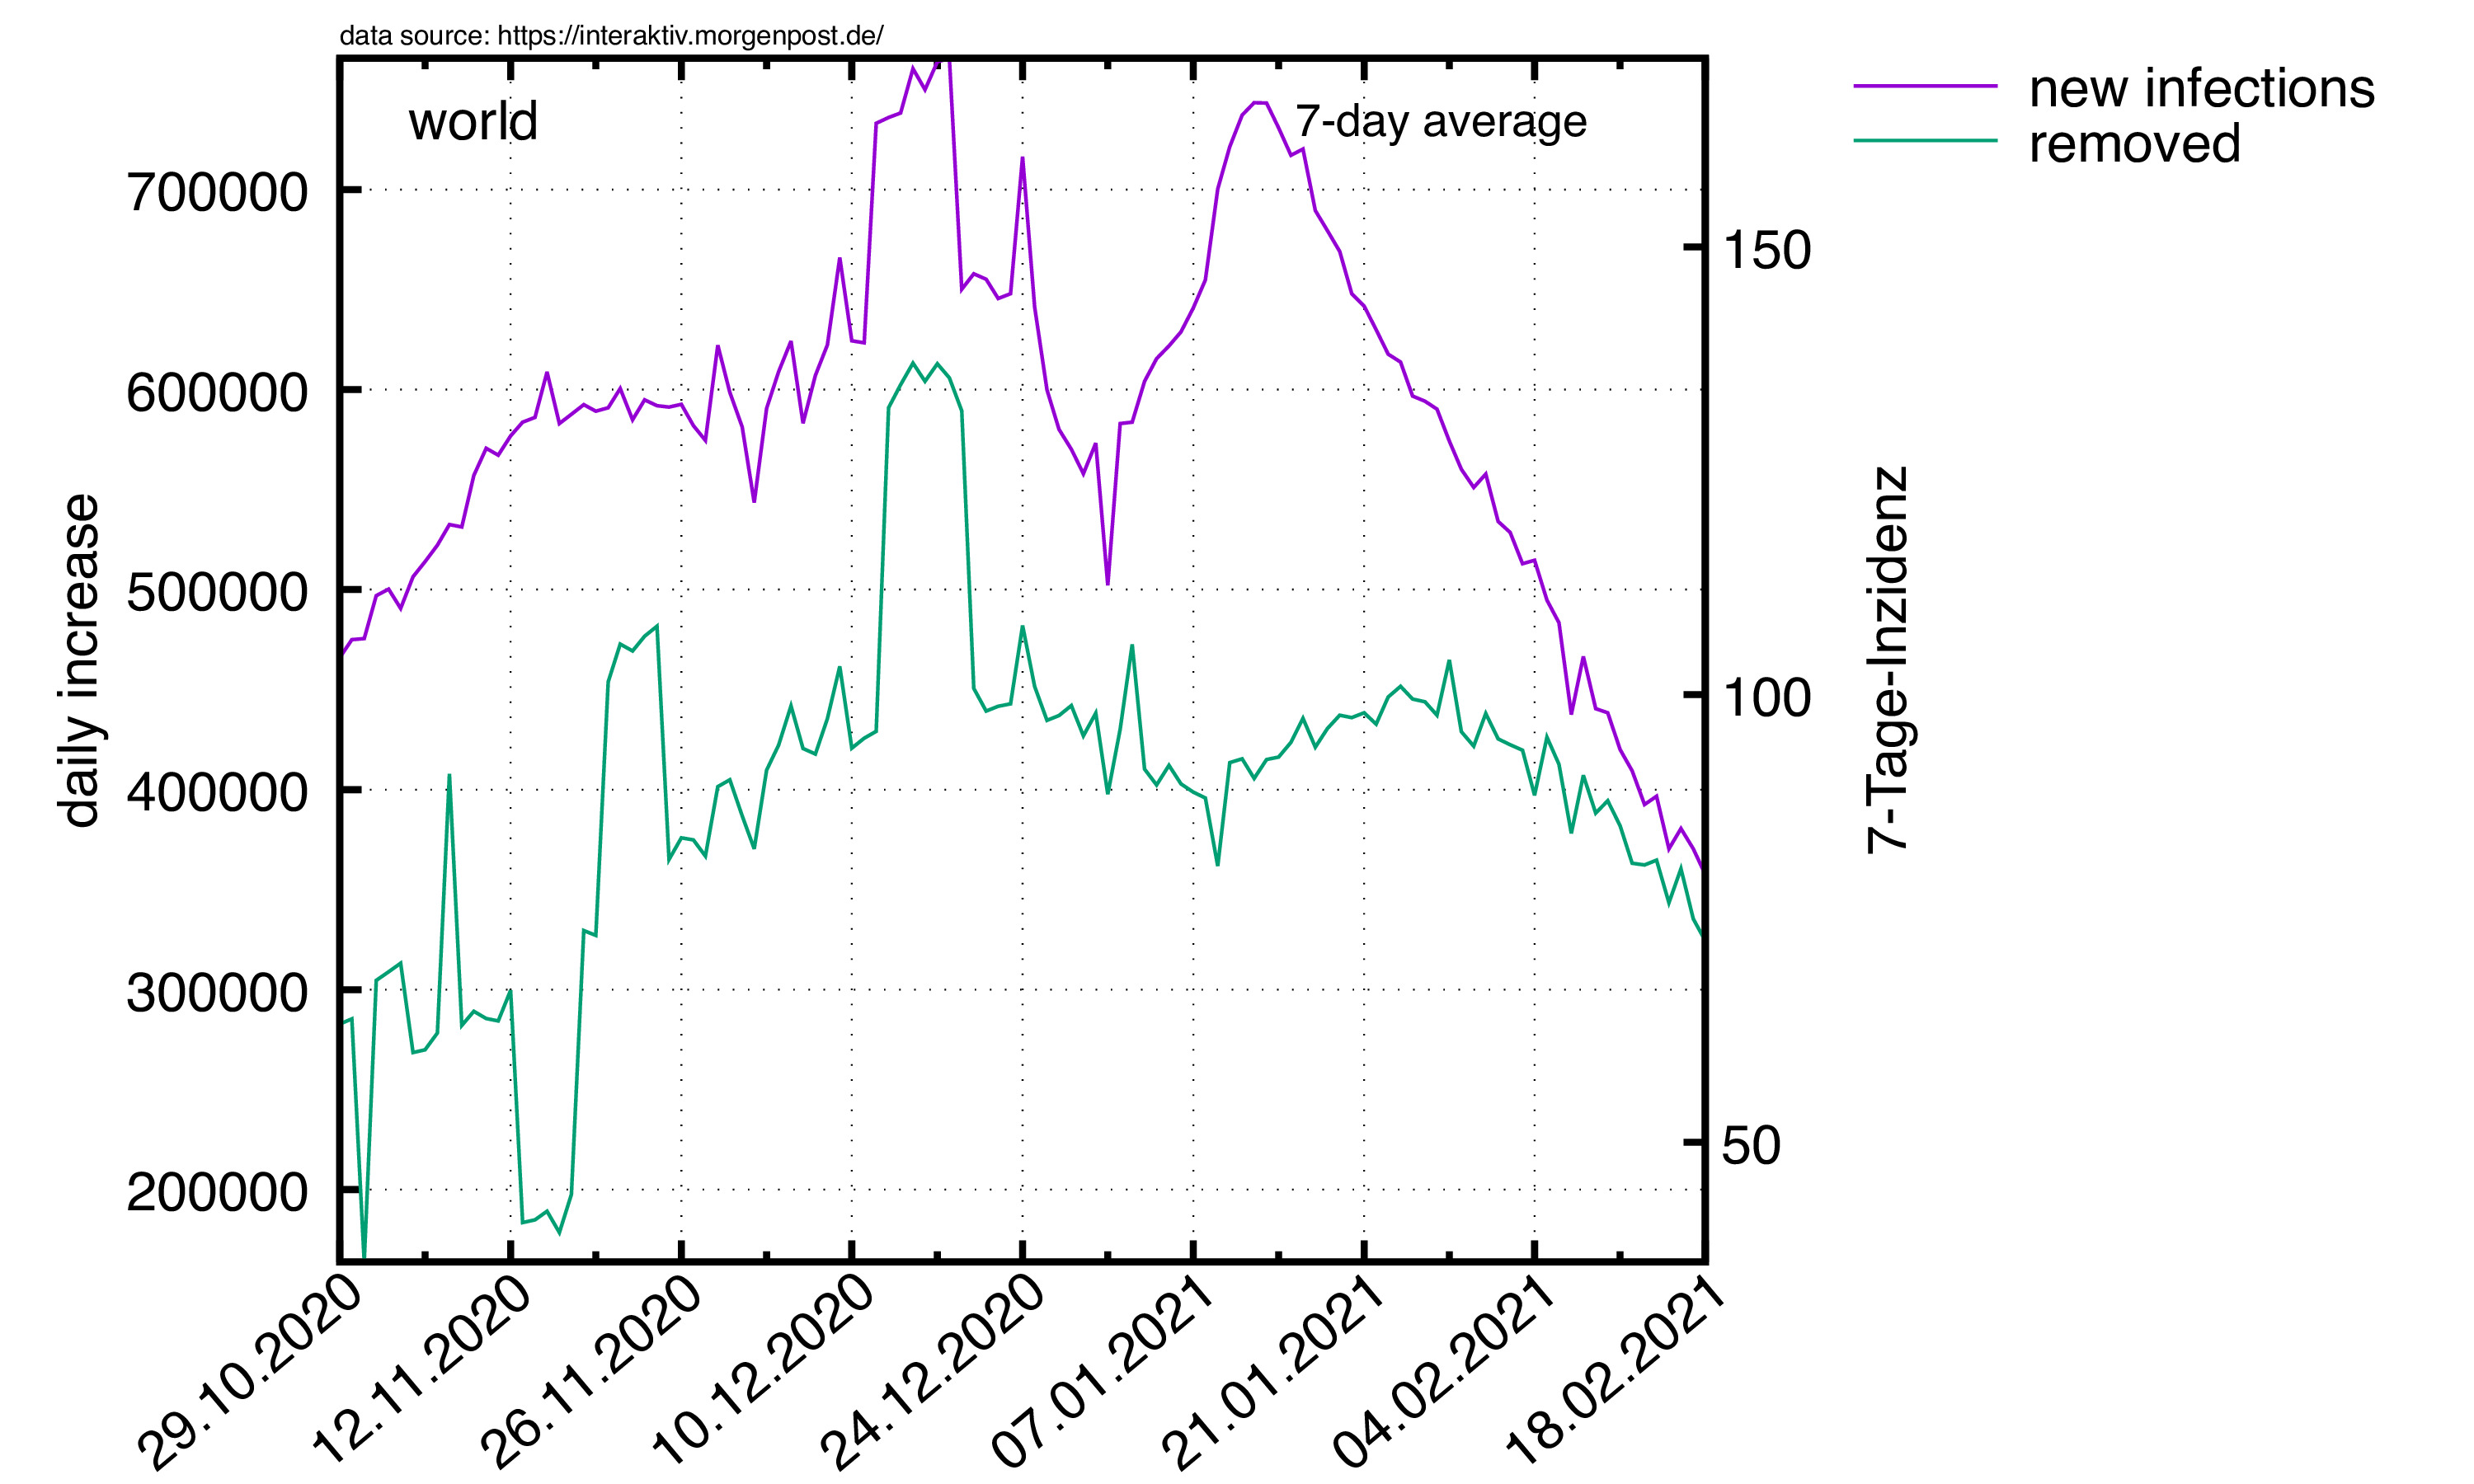 data source: https://interaktiv.morgenpost.de/
world
7-day average
new infections
removed
daily increase
700000
600000
500000
400000
300000
200000
150
100
50
7-Tage-Inzidenz
29.10.2020
12.11.2020
26.11.2020
10.12.2020
24.12.2020
07.01.2021
21.01.2021
04.02.2021
18.02.2021